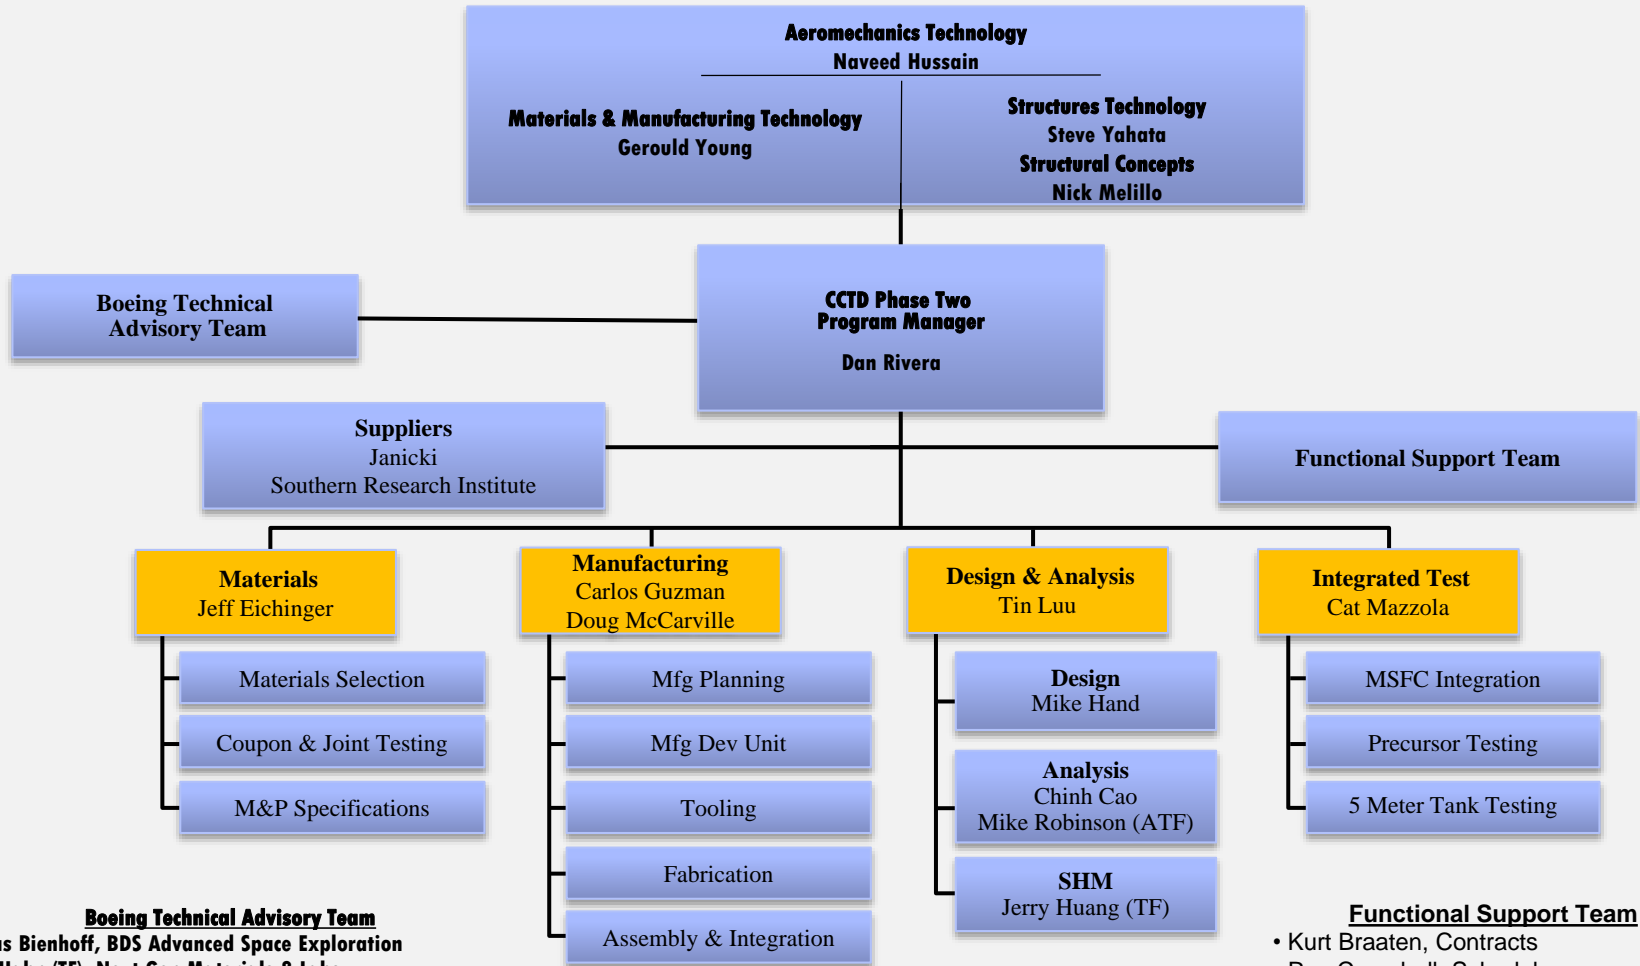 Aeromechanics Technology
Naveed Hussain
Materials & Manufacturing Technology
Gerould Young
Structures Technology
Steve Yahata
Structural Concepts
Nick Melillo
Boeing Technical
Advisory Team
CCTD Phase Two
Program Manager
Dan Rivera
Suppliers
Janicki
Southern Research Institute
Functional Support Team
Materials
Jeff Eichinger
Materials Selection
Coupon & Joint Testing
M&P Specifications
Manufacturing
Carlos Guzman
Doug McCarville
Mfg Planning
Mfg Dev Unit
Tooling
Fabrication
Assembly & Integration
Design & Analysis
Tin Luu
Design
Mike Hand
Analysis
Chinh Cao
Mike Robinson (ATF)
SHM
Jerry Huang (TF)
Integrated Test
Cat Mazzola
MSFC Integration
Precursor Testing
5 Meter Tank Testing
Boeing Technical Advisory Team
Bienhoff, BDS Advanced Space Exploration
Functional Support Team
• Kurt Braaten, Contracts